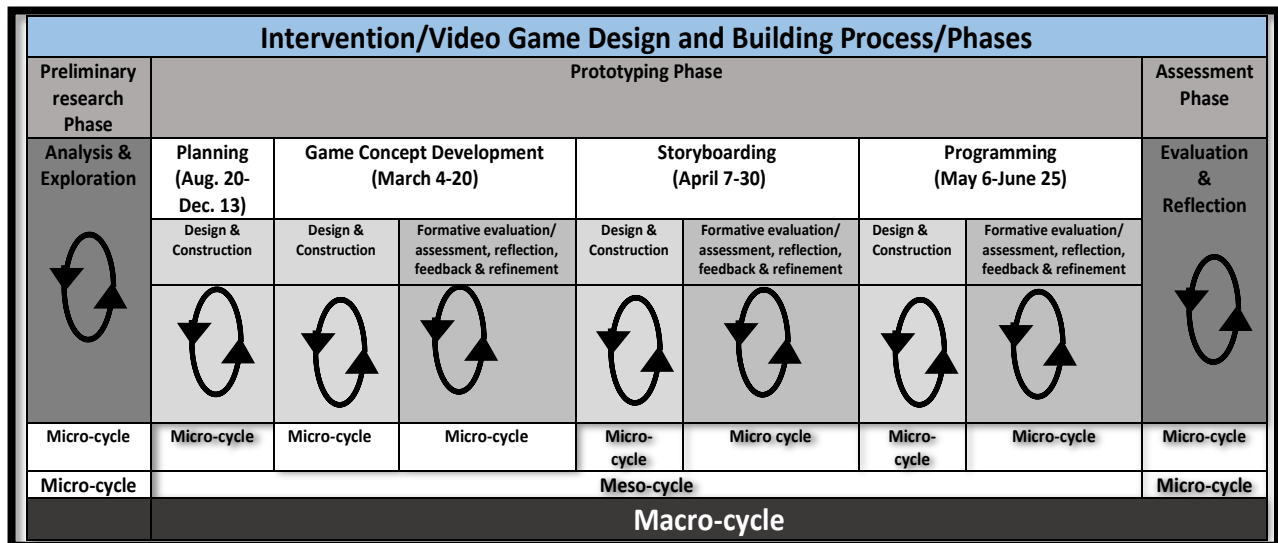 Intervention/Video Game Design and Building Process/Phases
Preliminary
research
Phase
Prototyping Phase
Assessment
Phase
Analysis &
Exploration
Planning
(Aug. 20-
Dec. 13)
Game Concept Development
(March 4-20)
Storyboarding
(April 7-30)
Programming
(May 6-June 25)
Evaluation
&
Reflection
Design &
Construction
Design &
Construction
Formative evaluation/
assessment, reflection,
feedback & refinement
Design &
Construction
Formative evaluation/
assessment, reflection,
feedback & refinement
Design &
Construction
Formative evaluation/
assessment, reflection,
feedback & refinement
Micro-cycle
Micro-cycle
Micro-cycle
Micro-cycle
Micro-
cycle
Micro cycle
Micro-
cycle
Micro-cycle
Micro-cycle
Micro-cycle
Meso-cycle
Micro-cycle
Macro-cycle